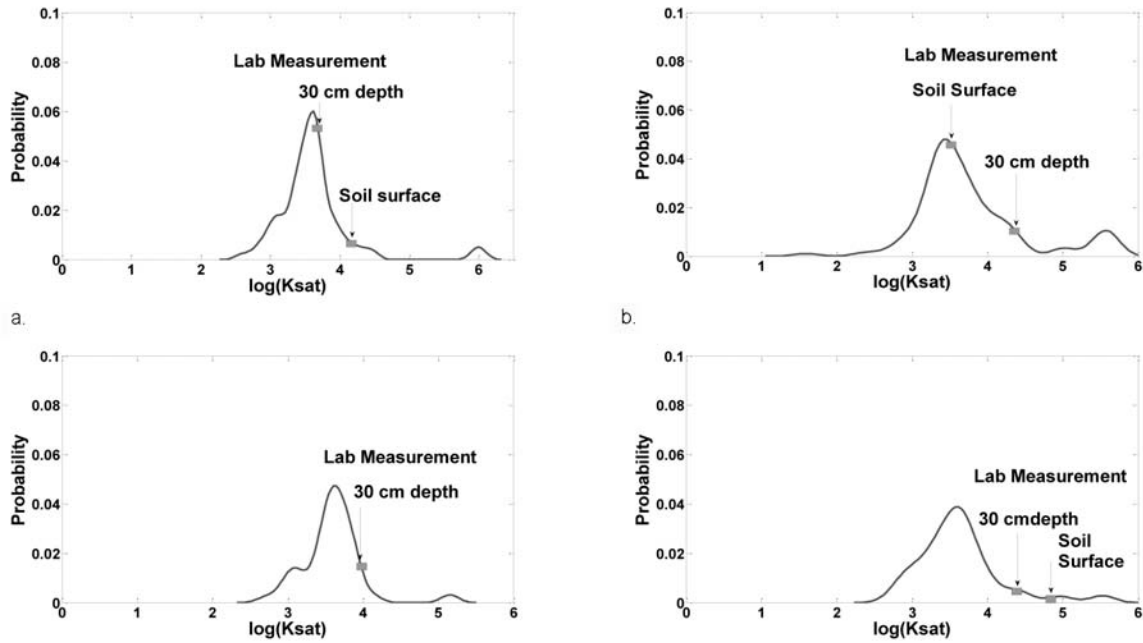 0.1
0.08
0.06
0.04
0.02
0
Probability
Lab Measurement
30 cm depth
Soil surface
0 1 2 3 4 5 6
log(Ksat)
a.
0.1
0.08
0.06
0.04
0.02
0
Probability
Lab Measurement
Soil Surface
30 cm depth
0 1 2 3 4 5 6
log(Ksat)
b.
0.1
0.08
0.06
0.04
0.02
0
Probability
Lab Measurement
30 cm depth
0 1 2 3 4 5 6
log(Ksat)
0.1
0.08
0.06
0.04
0.02
0
Probability
Lab Measurement
30 cmdepth
Soil
Surface
0 1 2 3 4 5 6
log(Ksat)